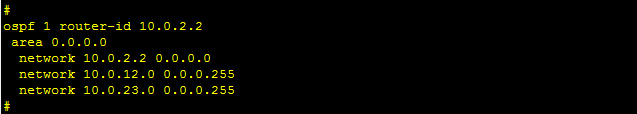 #
ospf 1 router-id 10.0.2.2
 area 0.0.0.0
  network 10.0.2.2 0.0.0.0
  network 10.0.12.0 0.0.0.255
  network 10.0.23.0 0.0.0.255
#